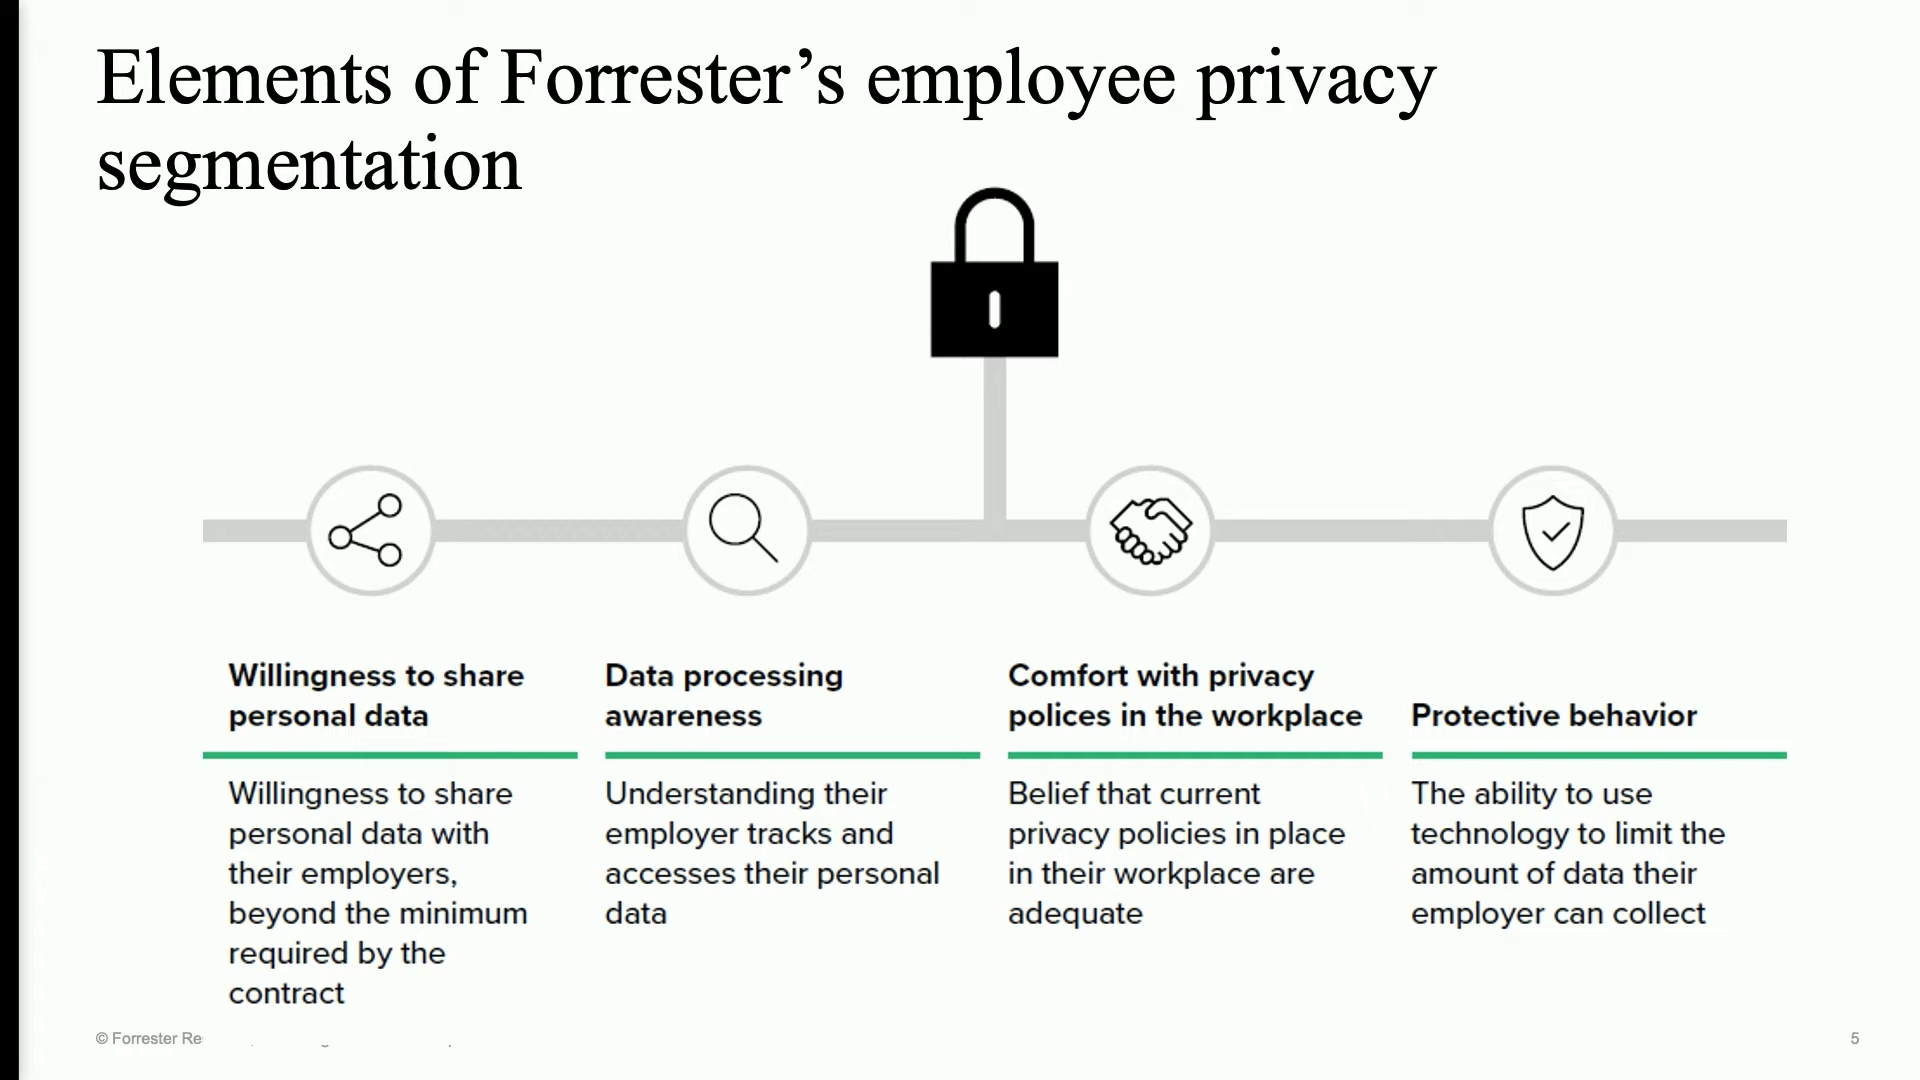 Elements of Forrester’s employee privacy
segmentation
Willingness to share
personal data
Willingness to share
personal data with
their employers,
beyond the minimum
required by the
contract
Data processing
awareness
Understanding their
employer tracks and
accesses their personal
data
Comfort with privacy
polices in the workplace
Belief that current
privacy policies in place
in their workplace are
adequate
Protective behavior
The ability to use
technology to limit the
amount of data their
employer can collect
© Forrester
5